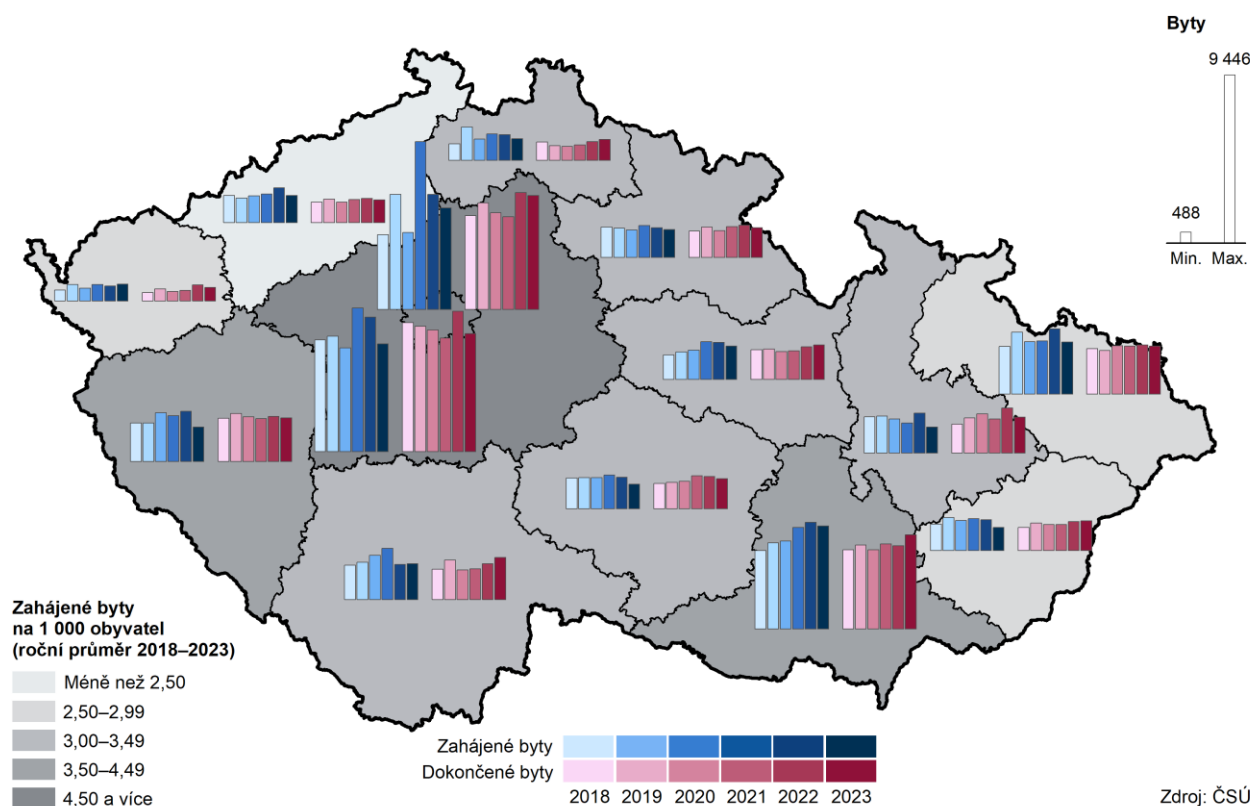 Byty
9 446
488
Min.
Max.
Zahájené byty
na 1 000 obyvatel
(roční průměr 2018–2023)
Méně než 2,50
2,50–2,99
3,00–3,49
3,50–4,49
4,50 a více
Zahájené byty
Dokončené byty
2018 2019 2020 2021 2022 2023
Zdroj: ČSÚ